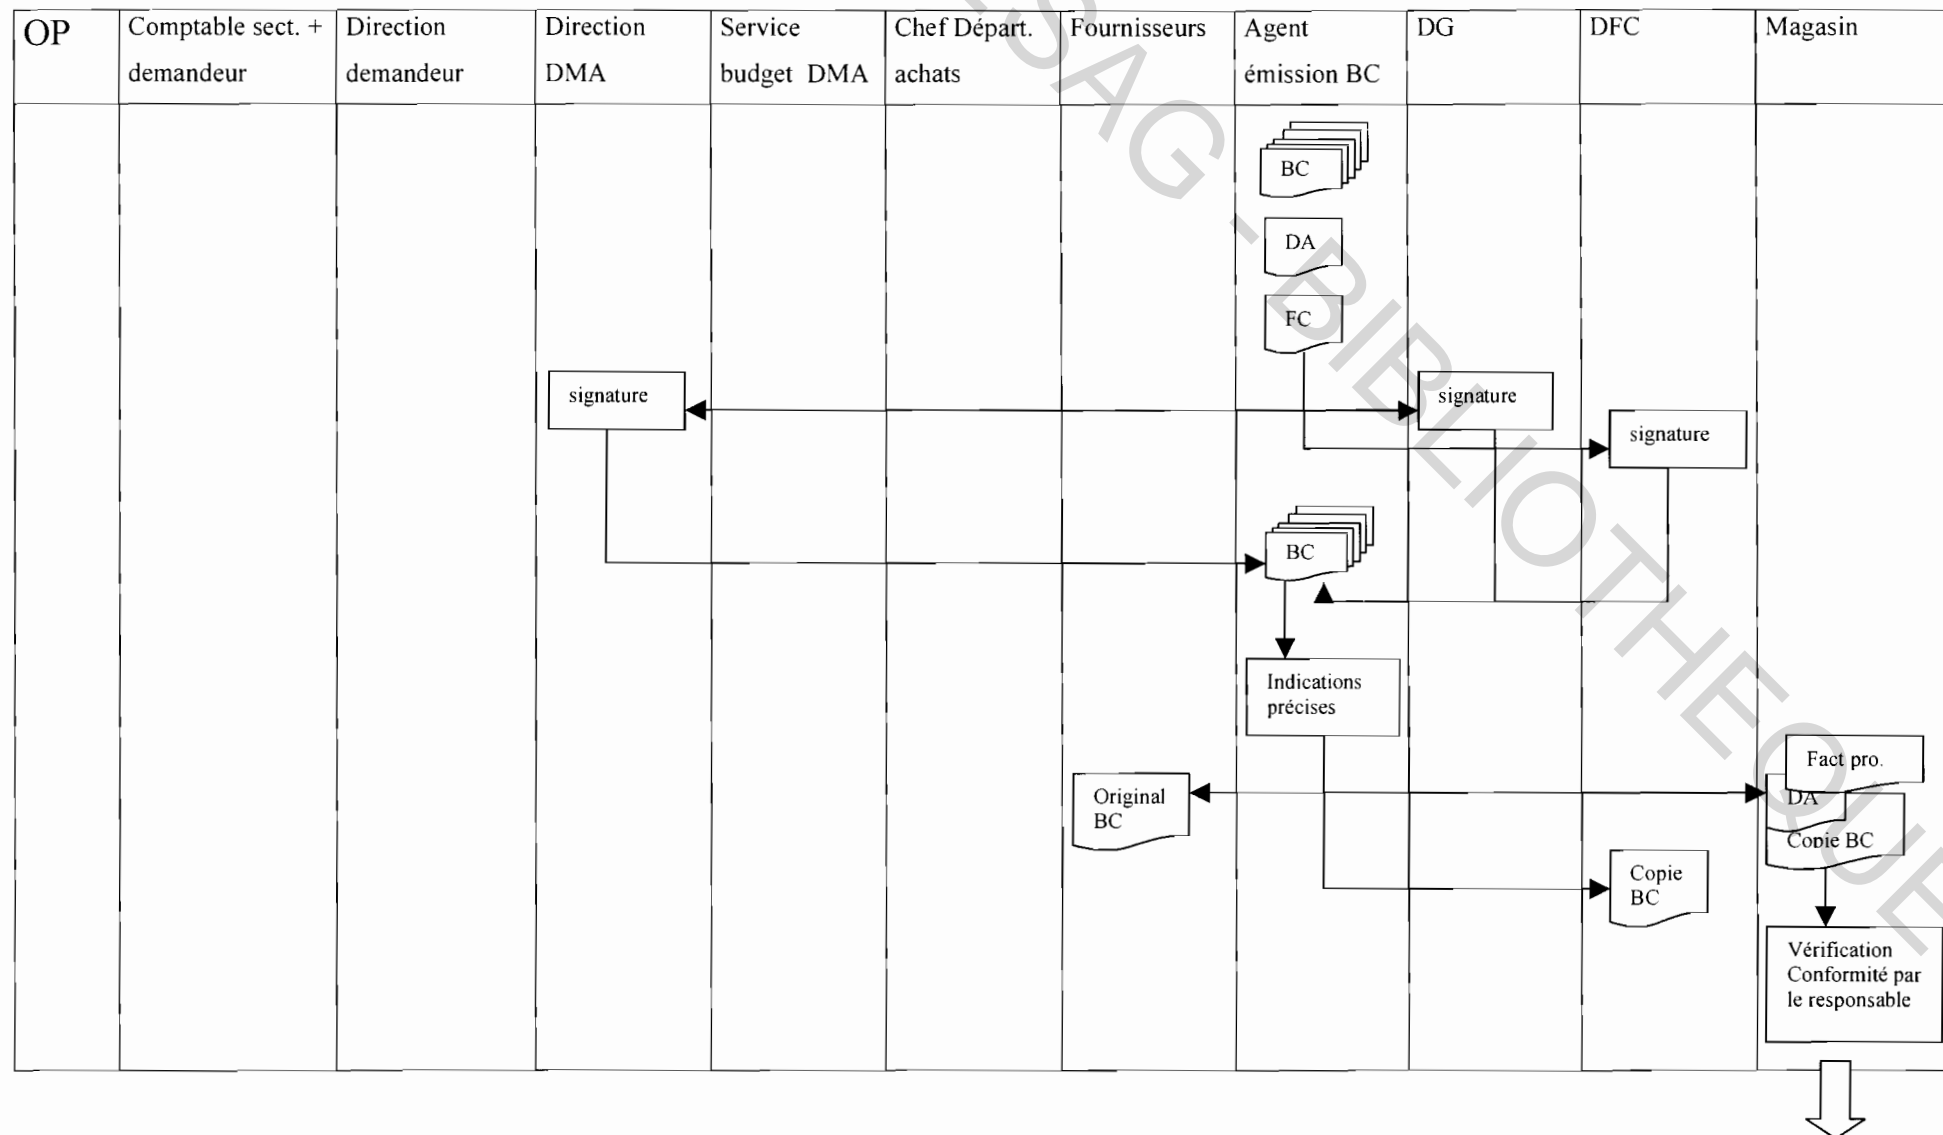 OP
Comptable sect. +
demandeur
Direction
demandeur
Direction
DMA
Service
budget DMA
Chef Départ.
achats
Fournisseurs
Agent
émission BC
DG
DFC
Magasin
BC
DA
FC
signature
signature
signature
BC
Indications
précises
Original
BC
Fact pro.
DA
Copie BC
Copie
BC
Vérification
Conformité par
le responsable
SAG - BIBLIOTHEQUE